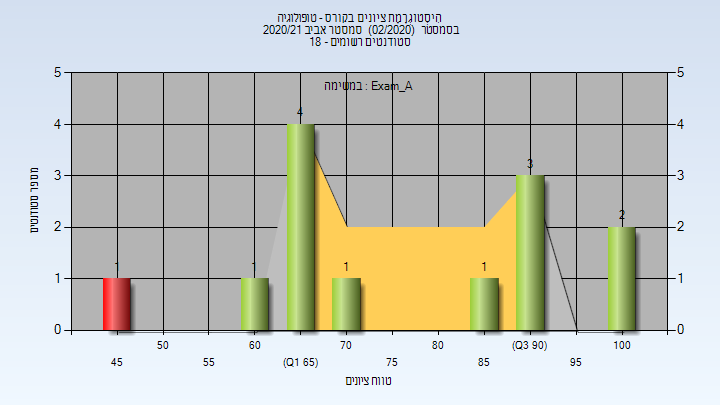 היסטוגרמת ציונים בקורס - טופולוגיה
בסמסטר (02/2020) סמסטר אביב 2020/21
סטודנטים רשומים - 18
במשימה : Exam_A
5 5
4 4
3 3
2 2
1 1
0 0
1 1 4 1 1 3 2
מספר סטודנטים
50 60 70 80 (Q3 90) 100
45 55 (Q1 65) 75 85 95
טווח ציונים